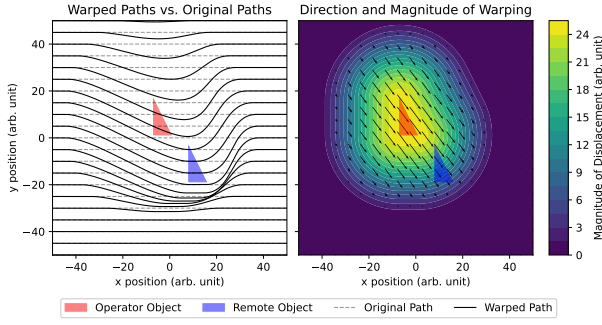 Warped Paths vs. Original Paths
Direction and Magnitude of Warping
40
20
0
−20
−40
y position (arb. unit)
−40 −20 0 20 40
x position (arb. unit)
−40 −20 0 20 40
x position (arb. unit)
24
21
18
15
12
9
6
3
0
Magnitude of Displacement (arb. unit)
Operator Object Remote Object Original Path Warped Path